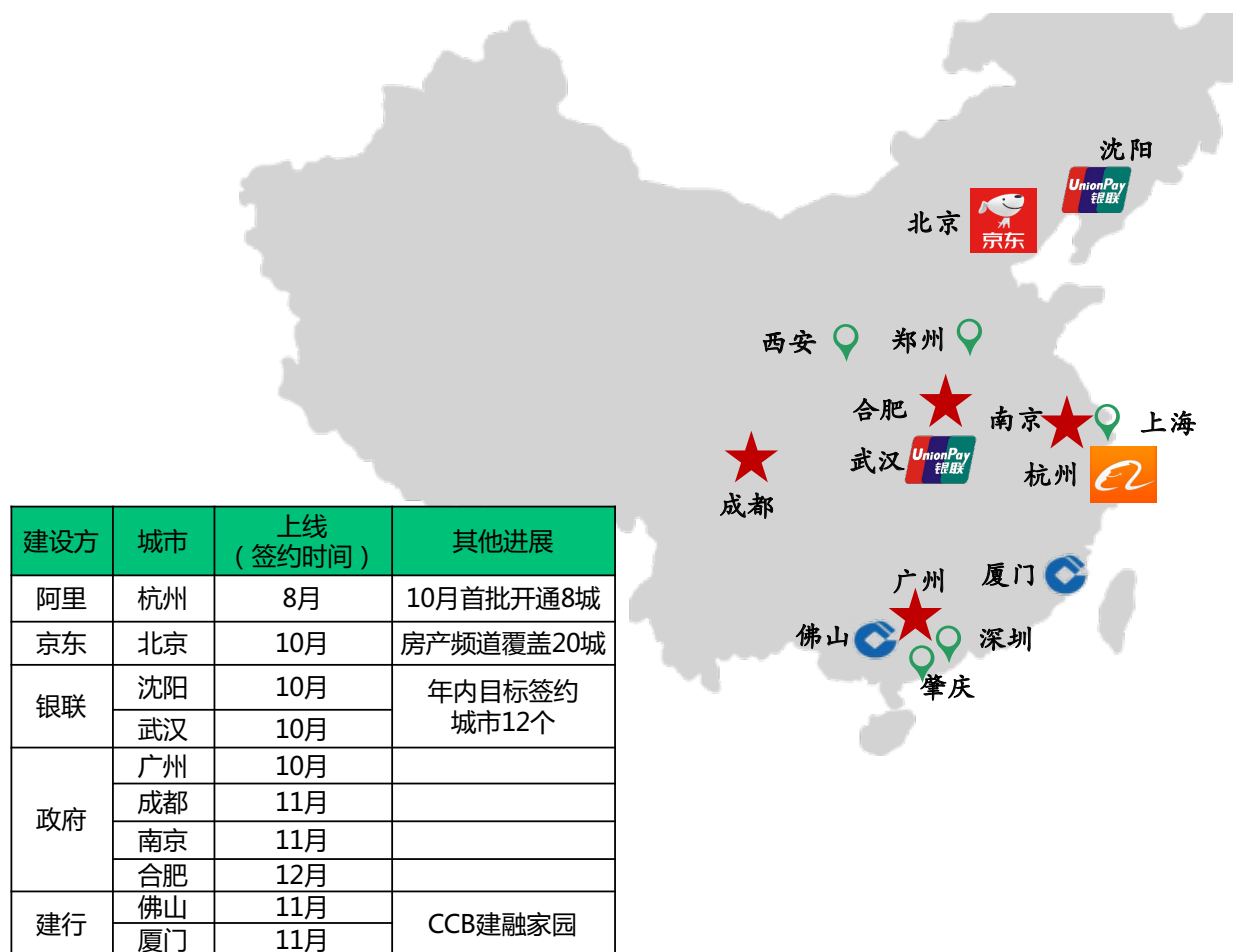 沈阳
UnionPay
银联
北京
京东
西安
郑州
合肥
南京
上海
武汉
UnionPay
银联
杭州
成都
广州
厦门
佛山
深圳
肇庆
建设方 城市 上线（签约时间） 其他进展
阿里 杭州 8月 10月首批开通8城
京东 北京 10月 房产频道覆盖20城
银联 沈阳 10月 年内目标签约
城市12个
武汉 10月
政府 广州 10月
成都 11月
南京 11月
合肥 12月
建行 佛山 11月 CCB建融家园
厦门 11月